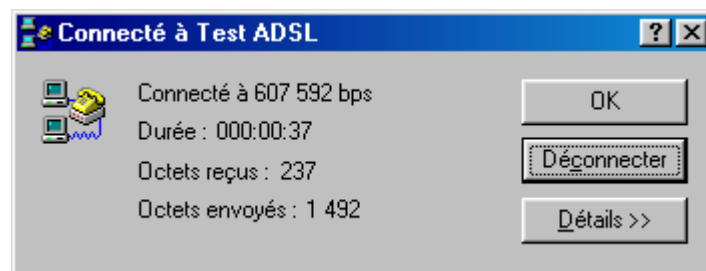 Connecté à Test ADSL
Connecté à 607 592 bps
Durée : 000:00:37
Octets reçus : 237
Octets envoyés : 1 492
OK
Déconnecter
Détails >>